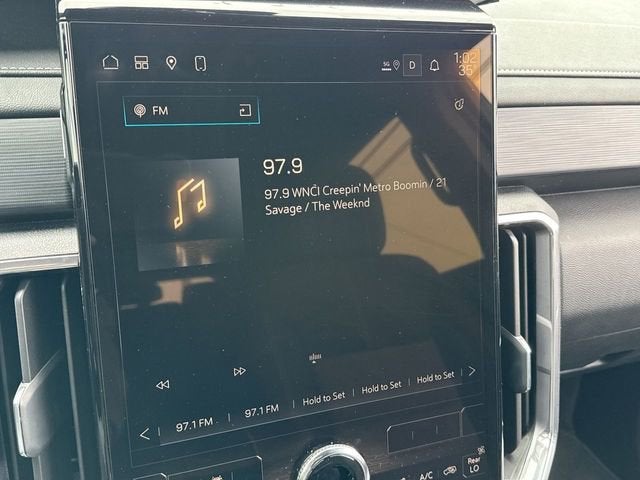 5G D 1:02
35
FM
97.9
97.9 WNCI Creepin' Metro Boomin / 21
Savage / The Weeknd
97.1 FM 97.1 FM Hold to Set Hold to Set Hold to Set
A/C Rear
LO